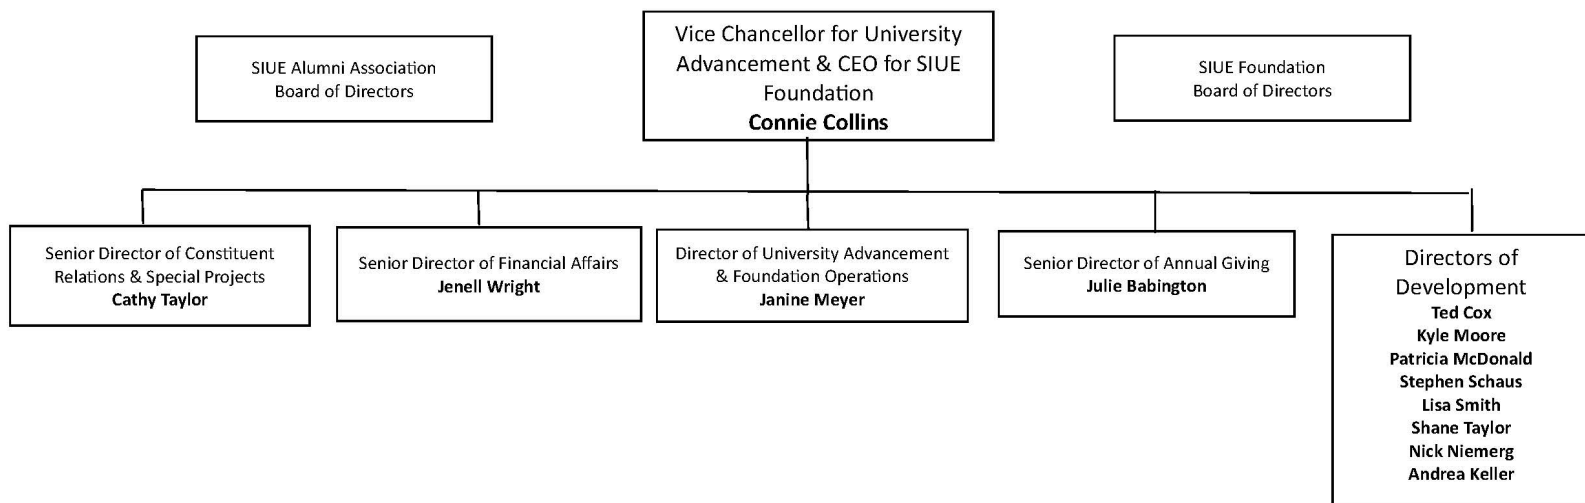 SIUE Alumni Association
Board of Directors
Vice Chancellor for University
Advancement & CEO for SIUE
Foundation
Connie Collins
SIUE Foundation
Board of Directors
Senior Director of Constituent
Relations & Special Projects
Cathy Taylor
Senior Director of Financial Affairs
Jenell Wright
Director of University Advancement
& Foundation Operations
Janine Meyer
Senior Director of Annual Giving
Julie Babington
Directors of
Development
Ted Cox
Kyle Moore
Patricia McDonald
Stephen Schaus
Lisa Smith
Shane Taylor
Nick Niemerg
Andrea Keller